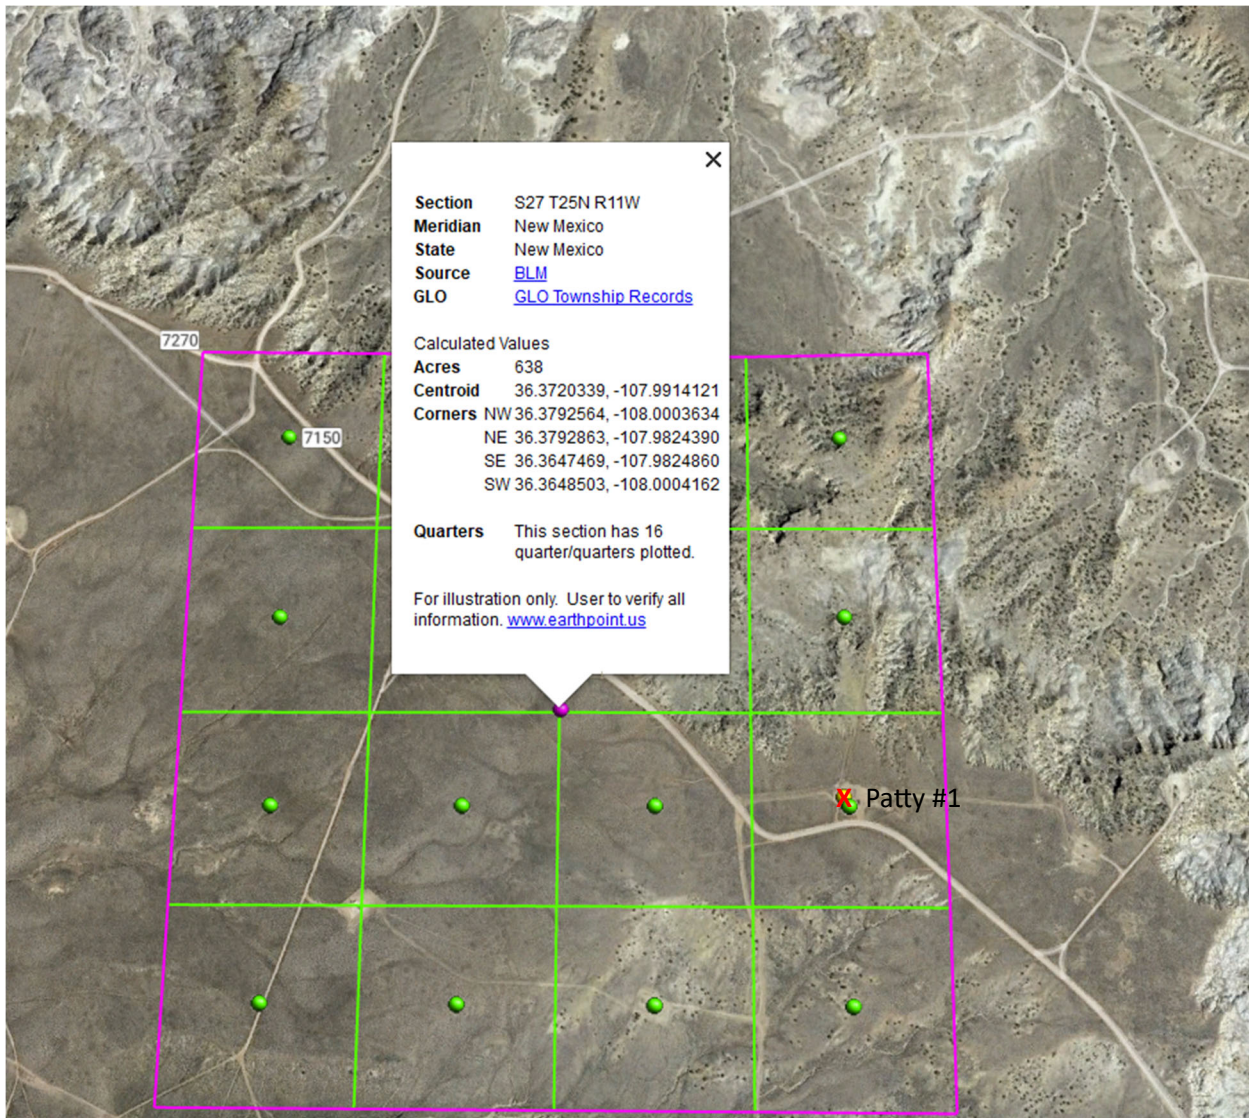 Section S27 T25N R11W
Meridian New Mexico
State New Mexico
Source BLM
GLO GLO Township Records
7270
Calculated Values
Acres 638
Centroid 36.3720339, -107.9914121
Corners NW 36.3792564, -108.0003634
7150
NE 36.3792863, -107.9824390
SE 36.3647469, -107.9824860
SW 36.3648503, -108.0004162
Quarters This section has 16
quarter/quarters plotted.
For illustration only. User to verify all
information. www.earthpoint.us
X Patty #1